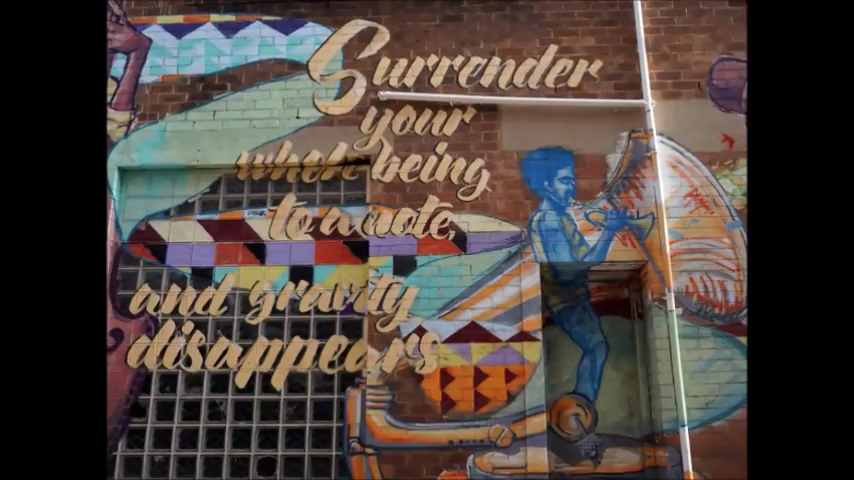 Surrender
your
whole being
to a note,
and gravity
disappears